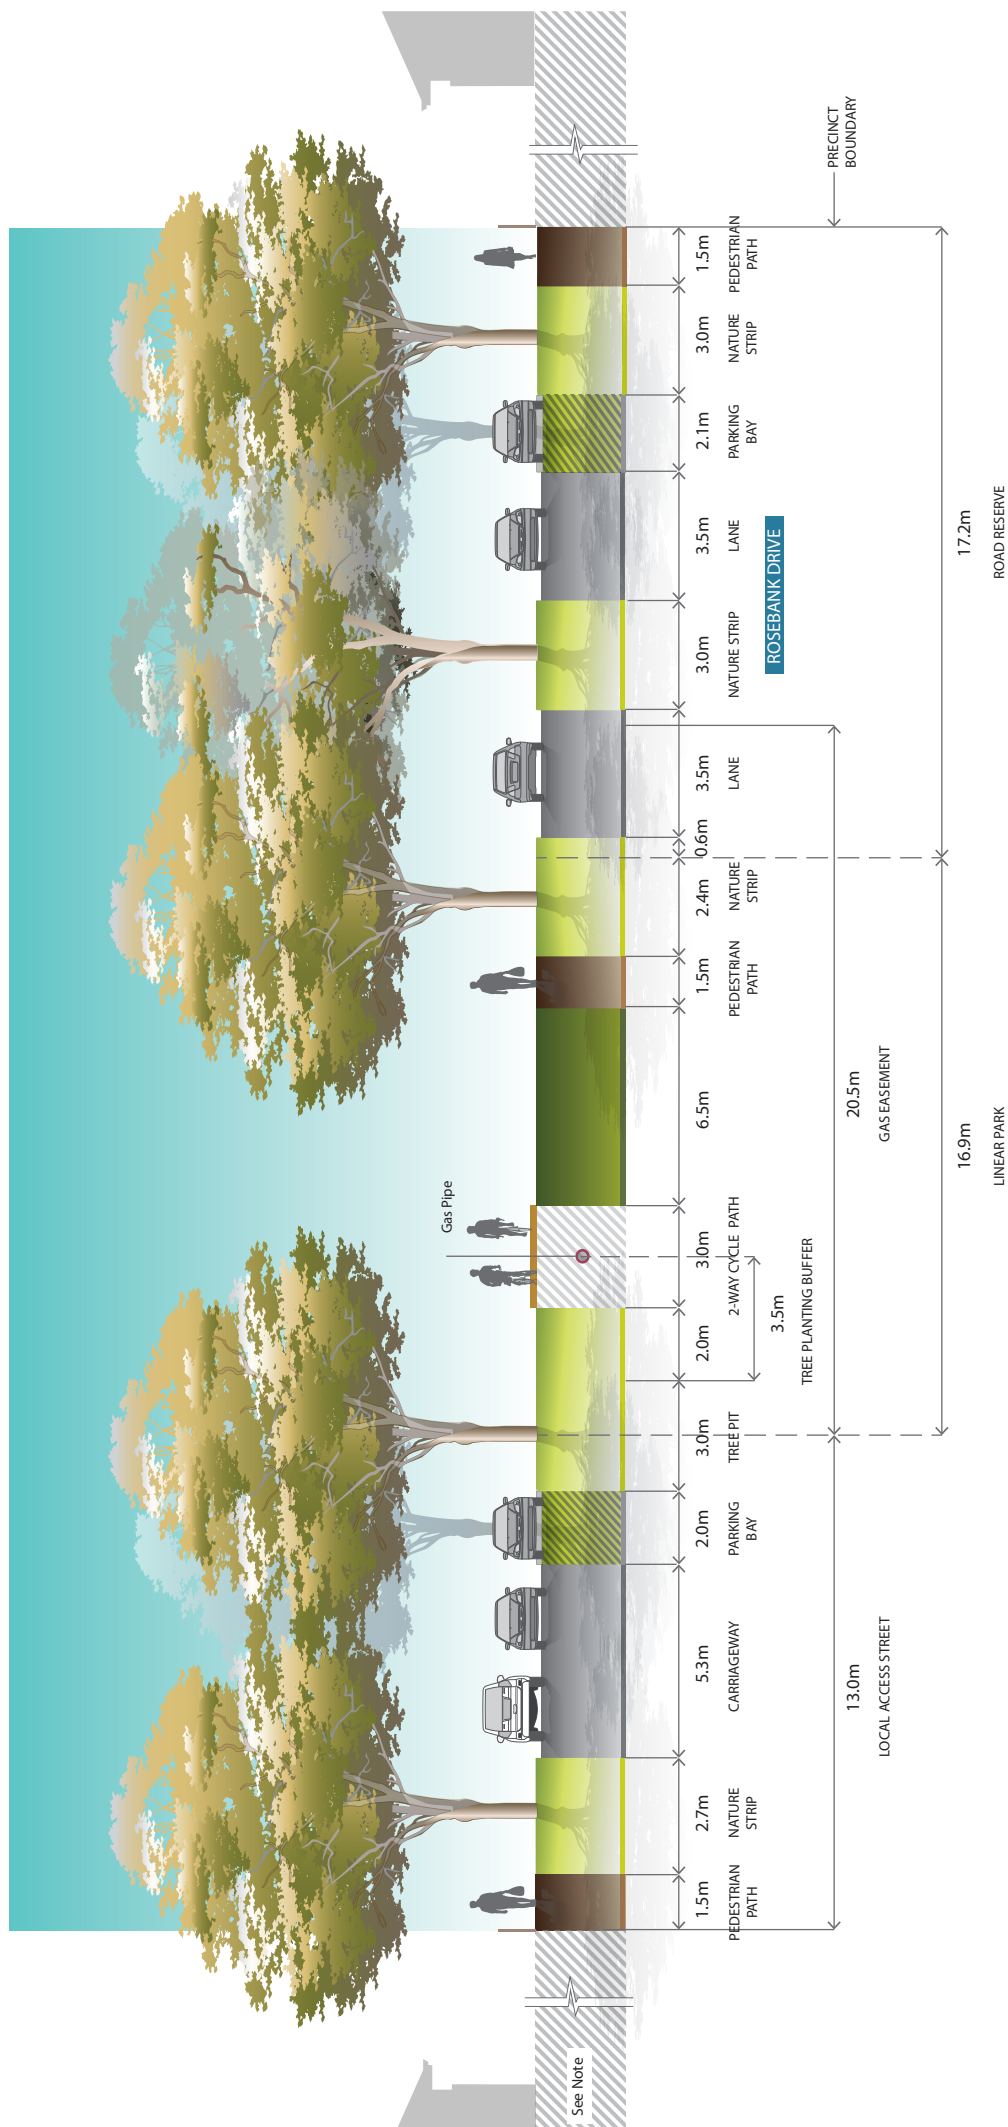 Gas Pipe
See Note
1.5m
2.7m
5.3m
2.0m
3.0m
2.0m
3.0m
6.5m
1.5m
2.4m
0.6m
3.5m
3.0m
3.5m
2.1m
3.0m
1.5m
PEDESTRIAN
PATH
NATURE
STRIP
CARRIAGEWAY
PARKING
BAY
TREE PIT
2-WAY CYCLE PATH
PEDESTRIAN
PATH
NATURE
STRIP
LANE
NATURE STRIP
LANE
PARKING
BAY
NATURE
STRIP
PEDESTRIAN
PATH
3.5m
TREE PLANTING BUFFER
ROSEBANK DRIVE
PRECINCT
BOUNDARY
13.0m
LOCAL ACCESS STREET
20.5m
GAS EASEMENT
16.9m
LINEAR PARK
17.2m
ROAD RESERVE